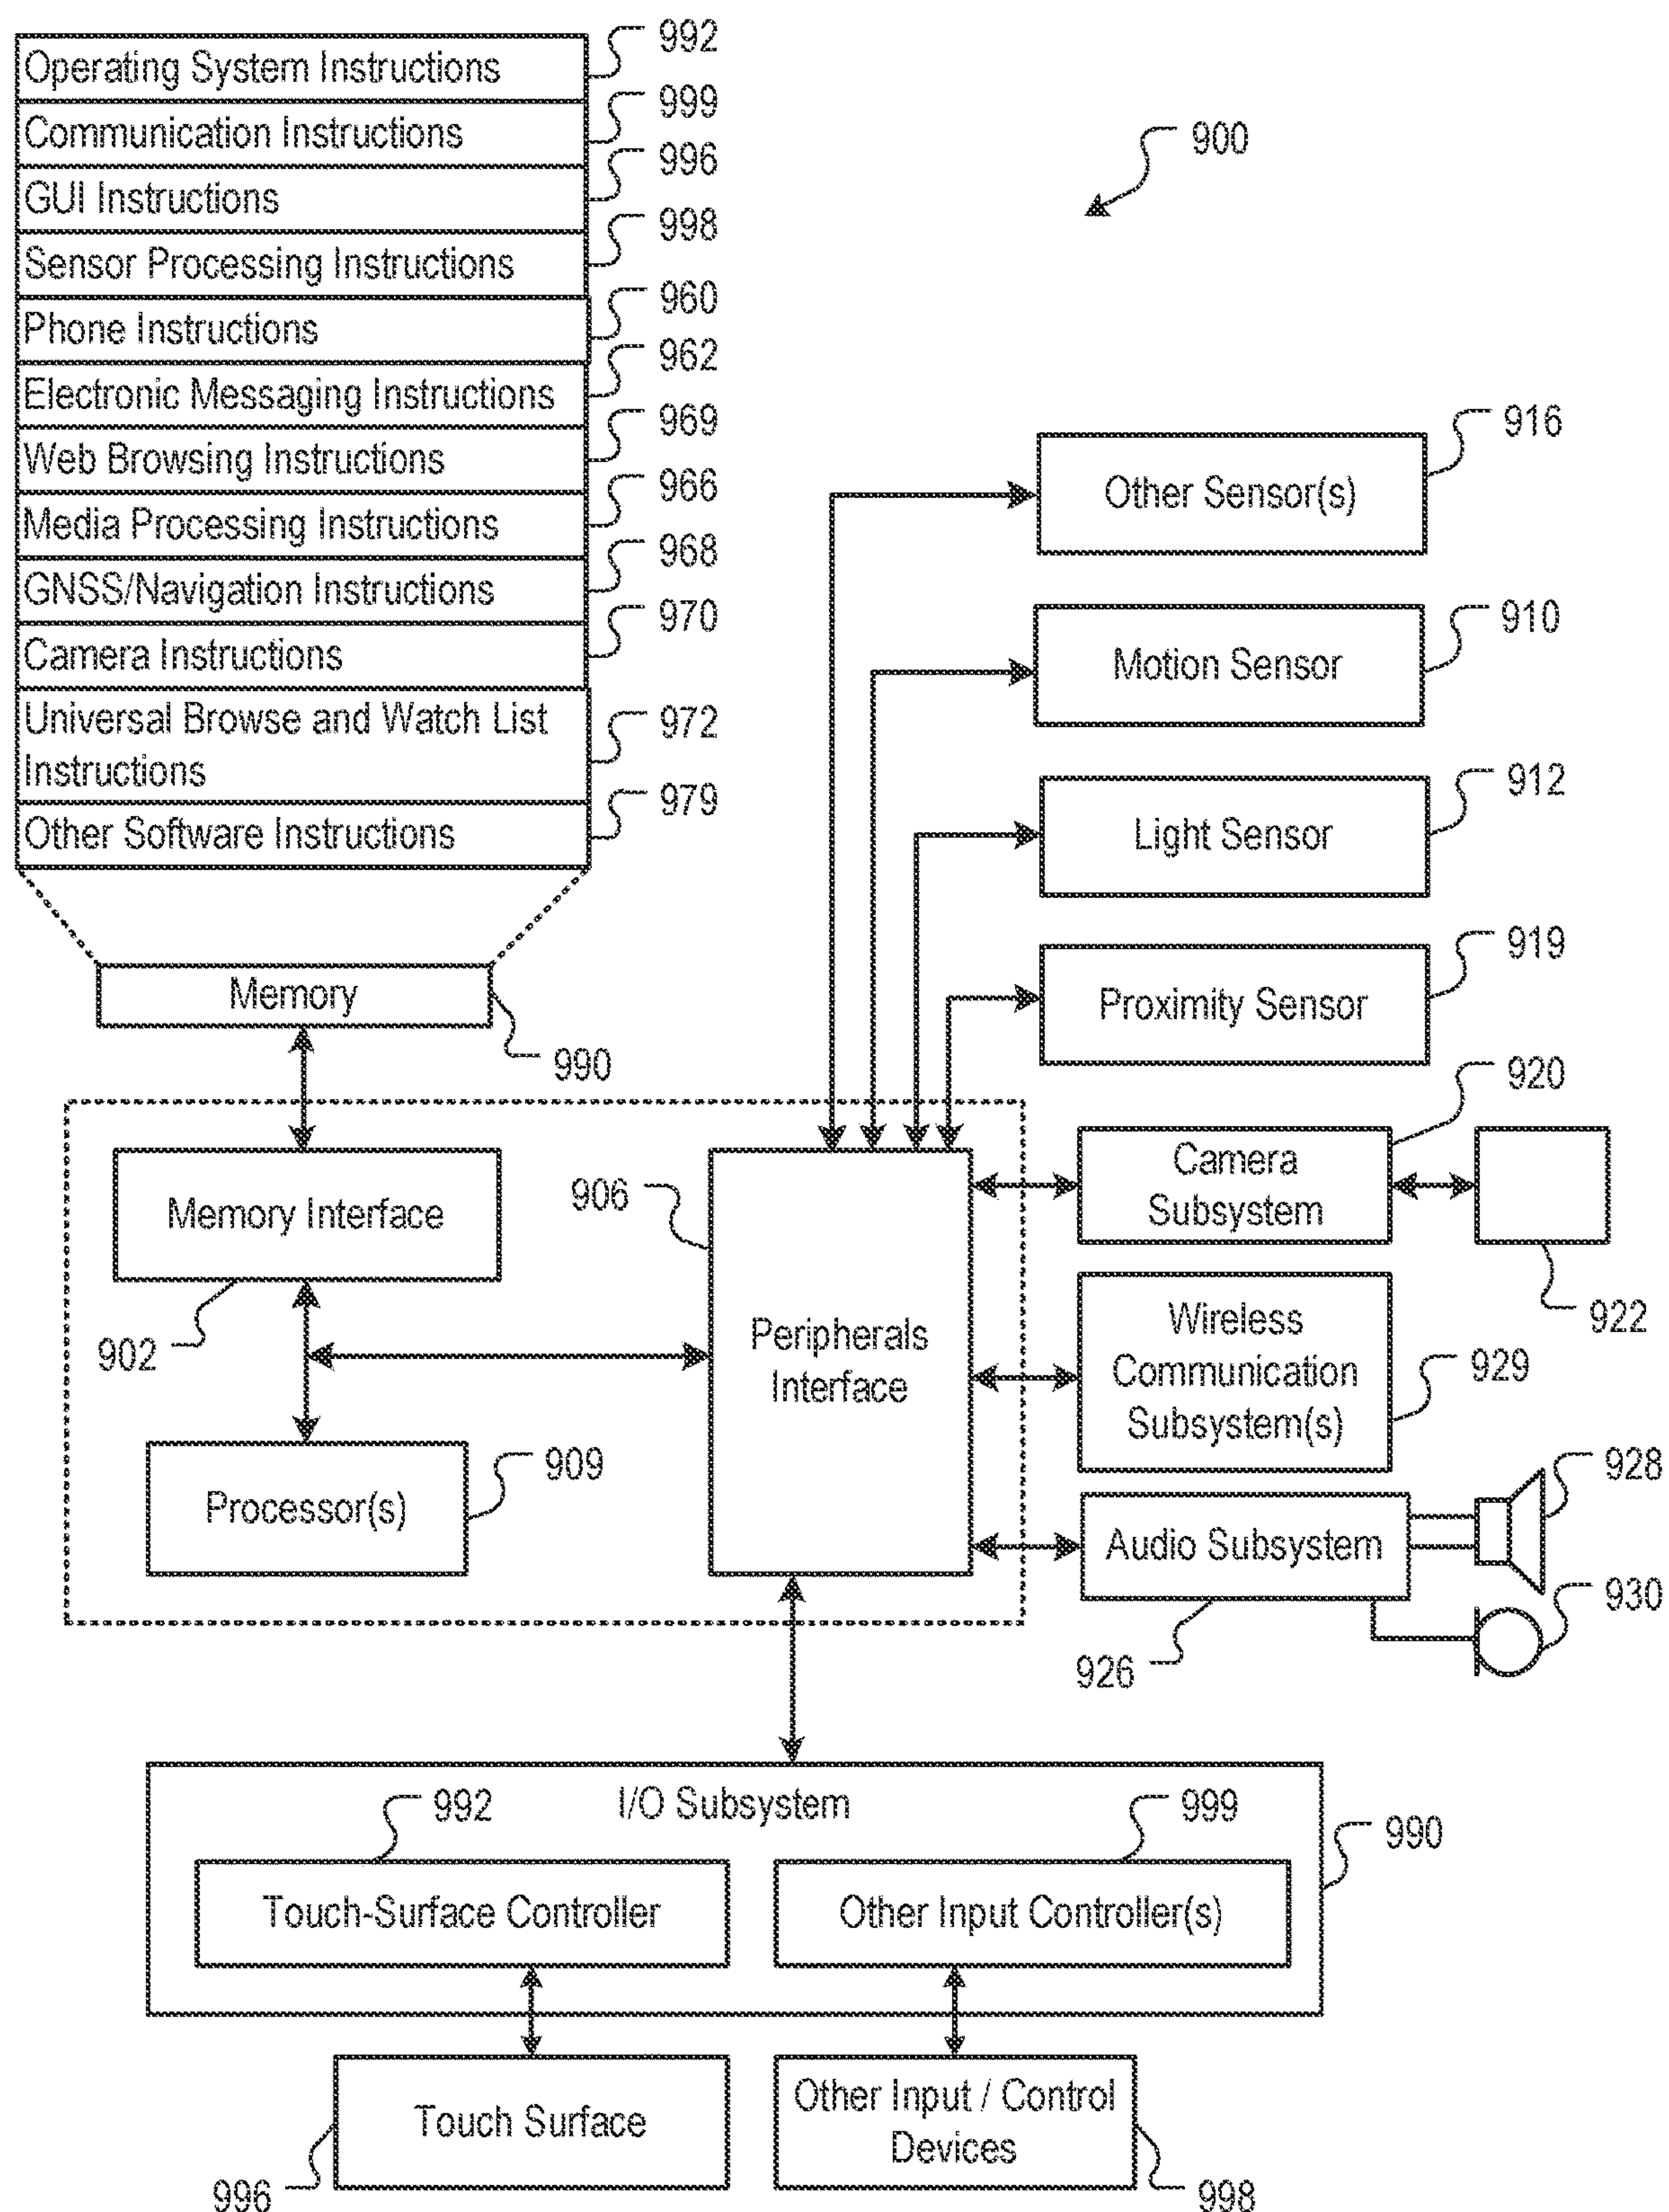 Operating System Instructions
992
Communication Instructions
999
GUI Instructions
996
Sensor Processing Instructions
998
Phone Instructions
960
Electronic Messaging Instructions
962
Web Browsing Instructions
969
Media Processing Instructions
966
GNSS/Navigation Instructions
968
Camera Instructions
970
Universal Browse and Watch List
Instructions
972
Other Software Instructions
979
900
Other Sensor(s)
916
Motion Sensor
910
Light Sensor
912
Proximity Sensor
919
Memory
990
Memory Interface
902
Processor(s)
909
906
Peripherals
Interface
Camera
Subsystem
920
922
Wireless
Communication
Subsystem(s)
929
Audio Subsystem
926
928
930
I/O Subsystem
990
992
Touch-Surface Controller
999
Other Input Controller(s)
Touch Surface
996
Other Input / Control
Devices
998